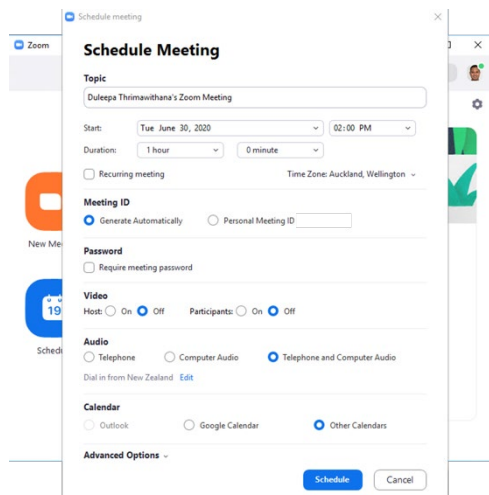 Schedule meeting
Zoom
Schedule Meeting
Topic
Duleepa Thrimawithana's Zoom Meeting
Start: Tue June 30, 2020 02:00 PM
Duration: 1 hour 0 minute
Recurring meeting Time Zone: Auckland, Wellington
Meeting ID
Generate Automatically Personal Meeting ID
New Me
Password
Require meeting password
Video
Host: On Off Participants: On Off
19
Audio
Schedu
Telephone Computer Audio Telephone and Computer Audio
Dial in from New Zealand Edit
Calendar
Outlook Google Calendar Other Calendars
Advanced Options
Schedule Cancel